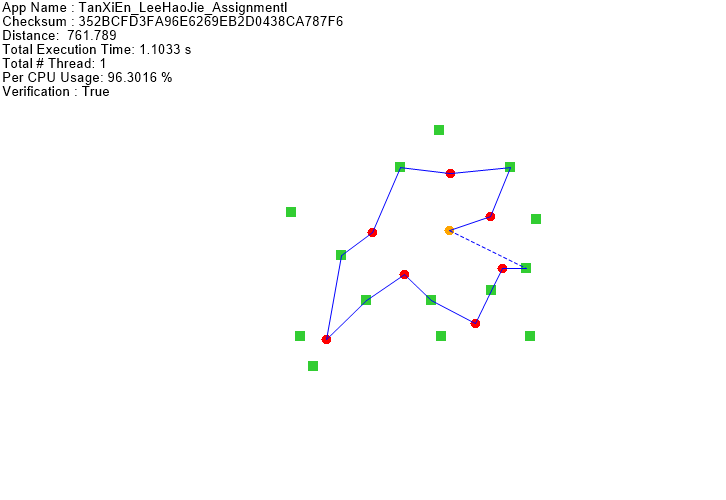 App Name : TanXiEn_LeeHaoJie_AssignmentI
Checksum : 352BCFD3FA96E6269EB2D0438CA787F6
Distance:  761.789
Total Execution Time: 1.1033 s
Total # Thread: 1
Per CPU Usage: 96.3016 %
Verification : True